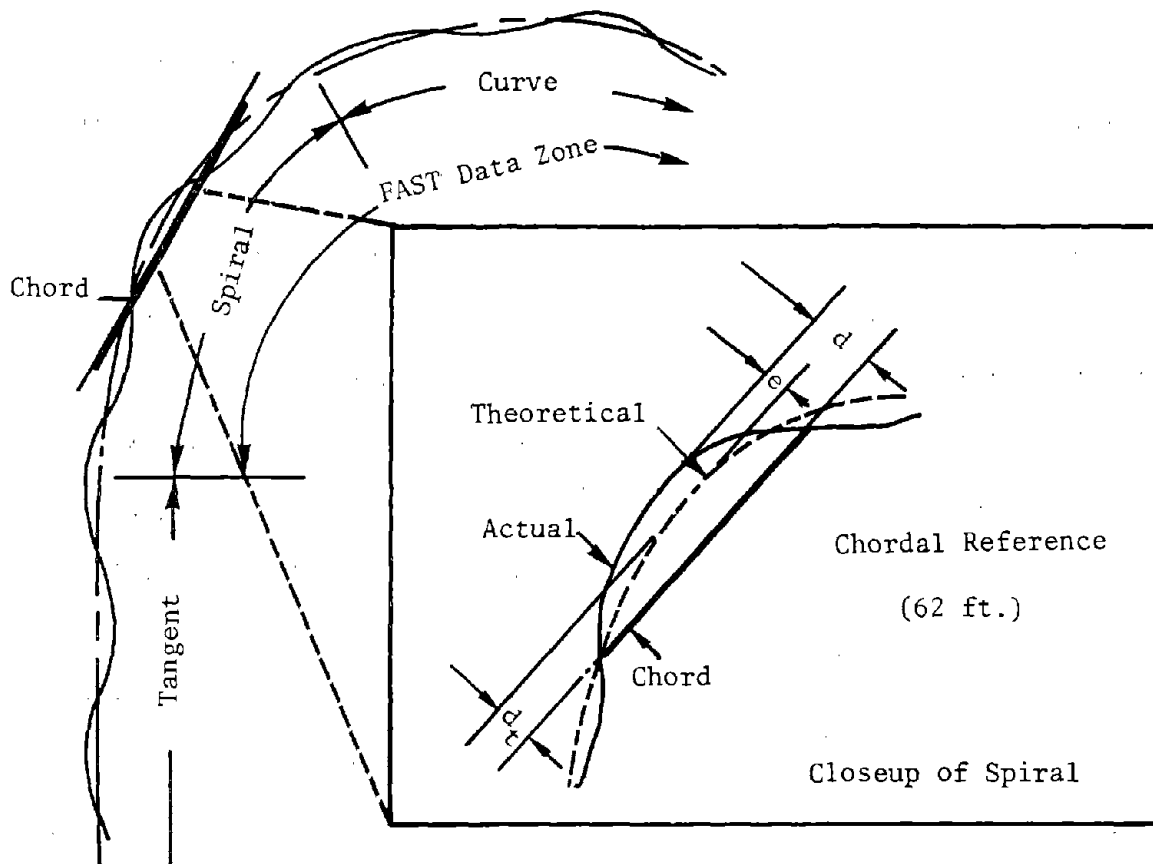 Curve
FAST Data Zone
Spiral
Chord
Tangent
d
e
Theoretical
Actual
Chordal Reference
(62 ft.)
Chord
dt
Closeup of Spiral